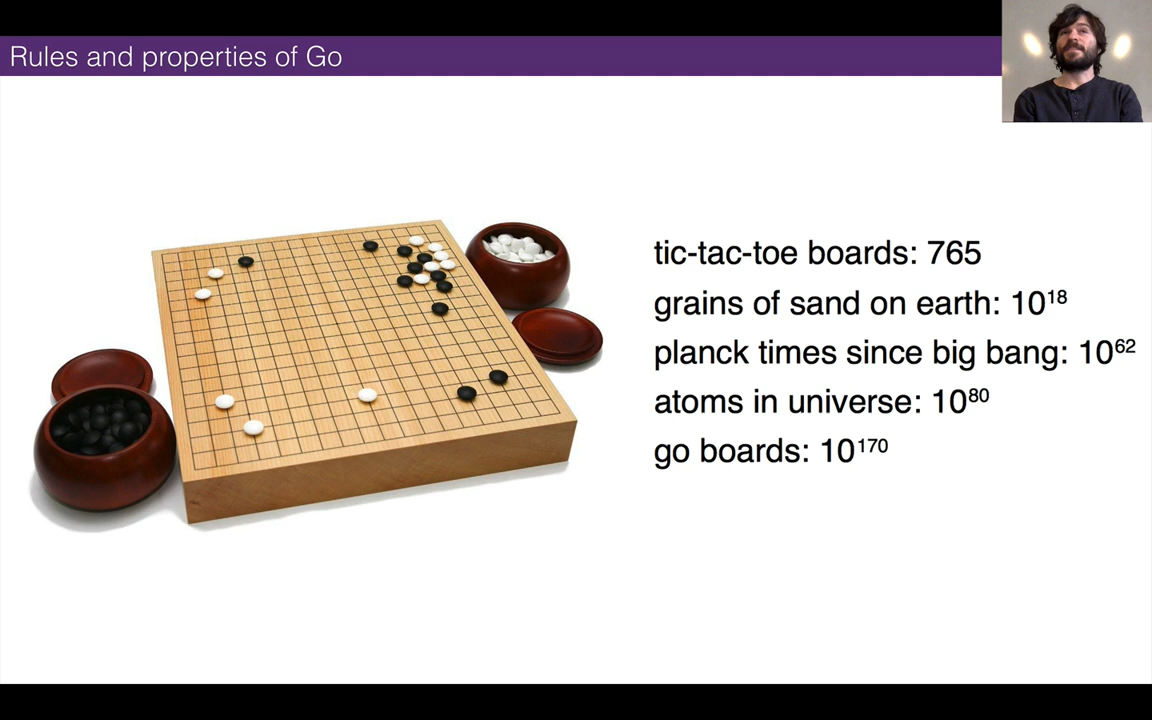 Rules and properties of Go
tic-tac-toe boards: 765
grains of sand on earth: 10¹⁸
planck times since big bang: 10⁶²
atoms in universe: 10⁸⁰
go boards: 10¹⁷⁰